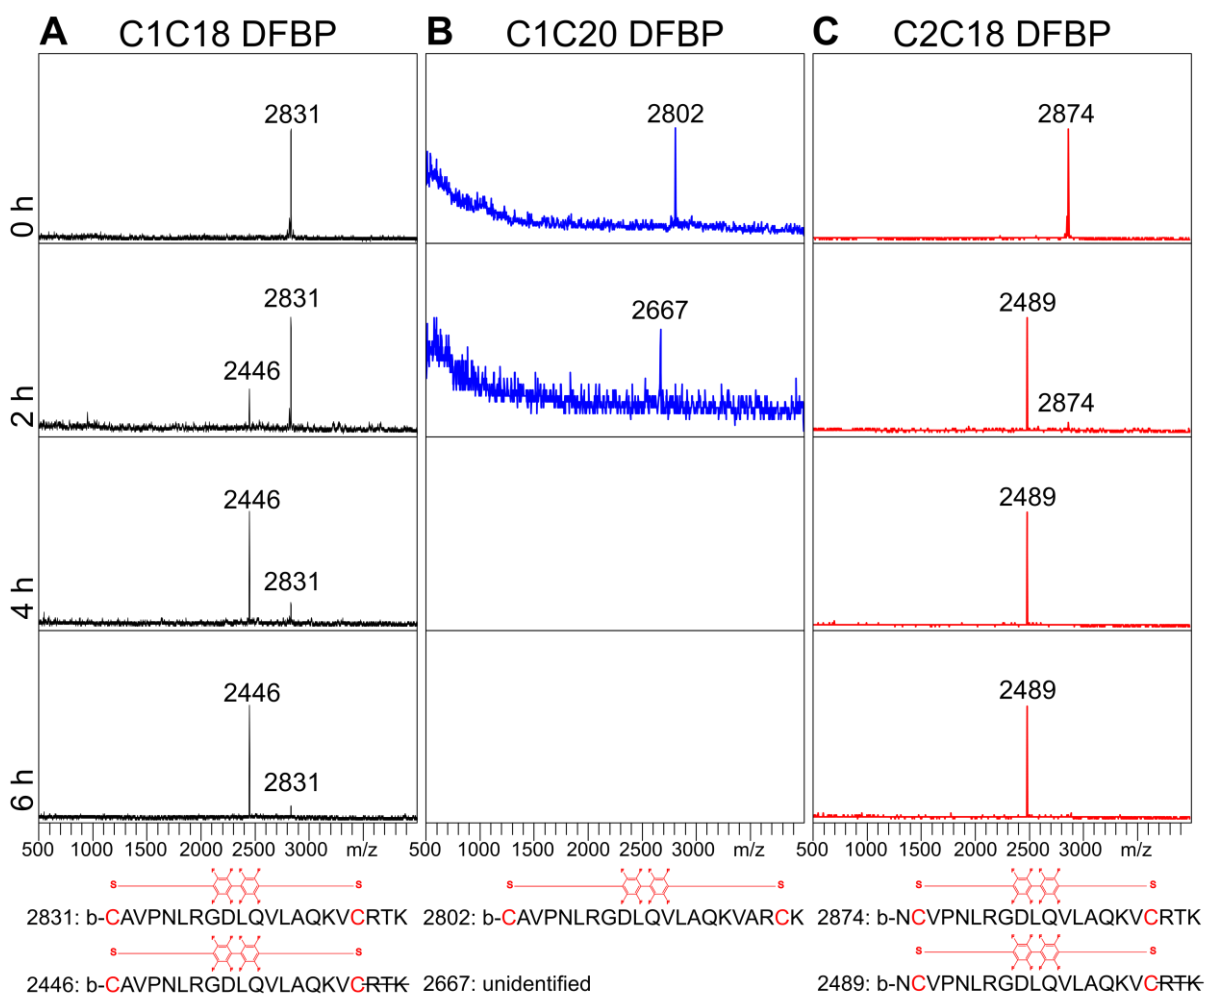 A C1C18 DFBP B C1C20 DFBP C C2C18 DFBP
0 h
2831
2802
2874
2 h
2831
2446
2667
2489
2874
4 h
2446
2831
2489
6 h
2446
2831
2489
500 1000 1500 2000 2500 3000 m/z 500 1000 1500 2000 2500 3000 m/z 500 1000 1500 2000 2500 3000 m/z
S S S S S S
F F F F F F F F F F F F F F F F F F F F F F F F
2831: b-CAVPNLRGDLQVLAQKVCRTK 2802: b-CAVPNLRGDLQVLAQKVARCK 2874: b-NCVPNLRGDLQVLAQKVCRTK
S S S S
F F F F F F F F F F F F F F F F
2446: b-CAVPNLRGDLQVLAQKVCRTK 2667: unidentified 2489: b-NCVPNLRGDLQVLAQKVCRTK